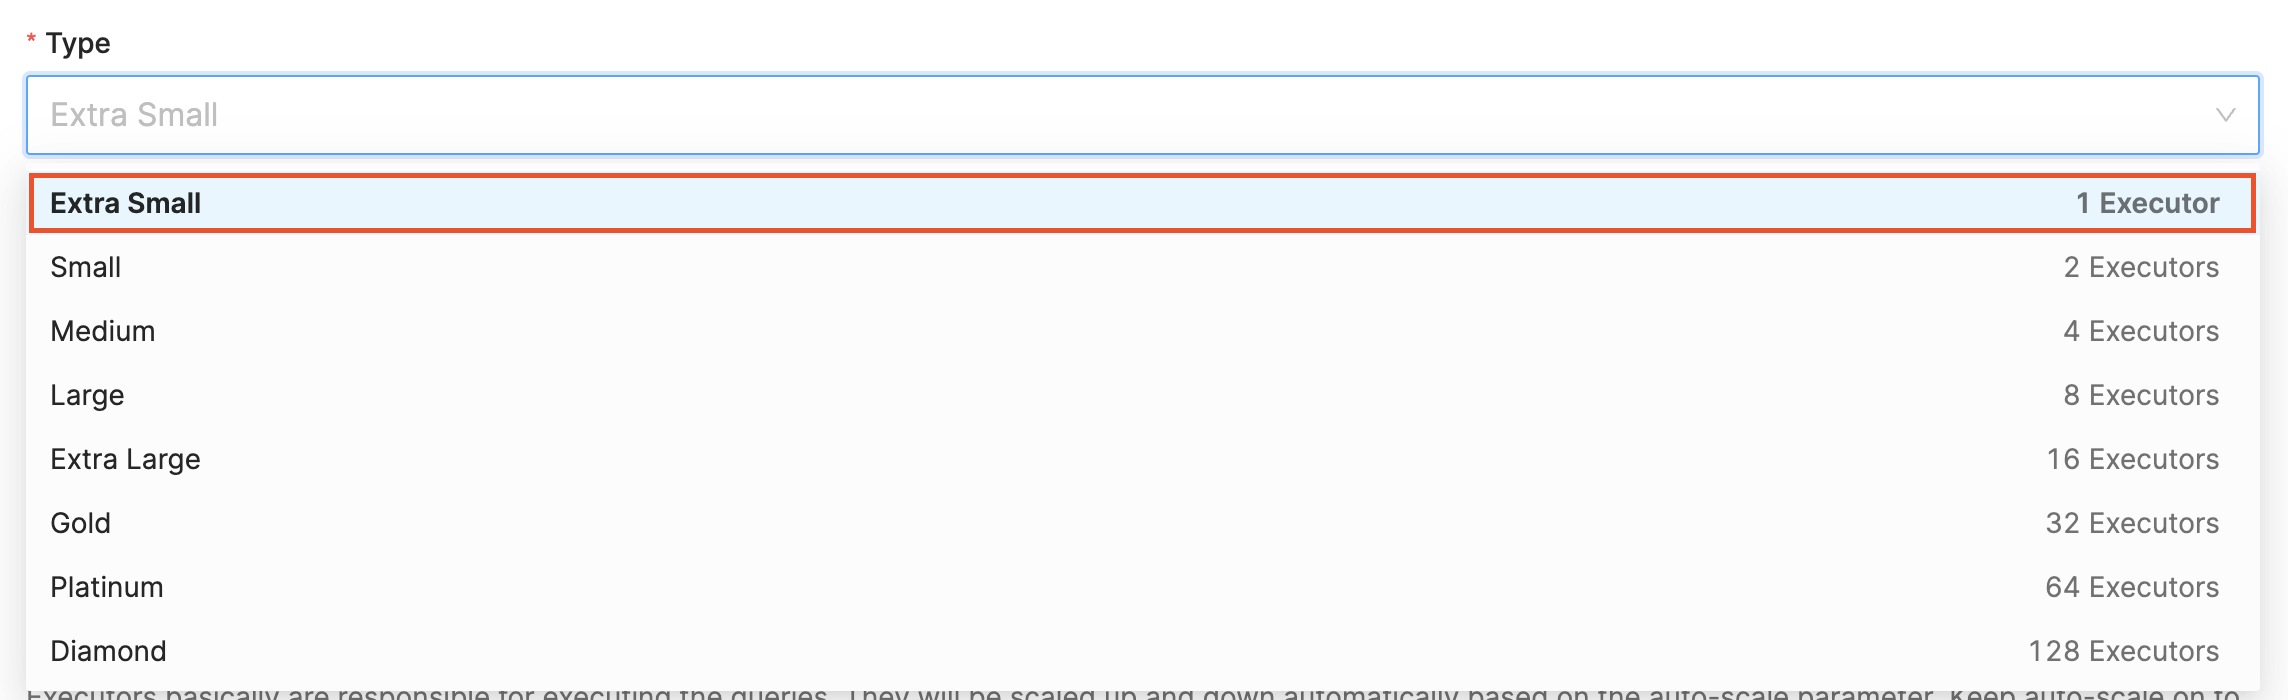 * Type
Extra Small
Extra Small 1 Executor
Small 2 Executors
Medium 4 Executors
Large 8 Executors
Extra Large 16 Executors
Gold 32 Executors
Platinum 64 Executors
Diamond 128 Executors
Executors basically are responsible for executing the queries. They will be scaled up and down automatically based on the auto-scale parameter. Keep auto-scale on to